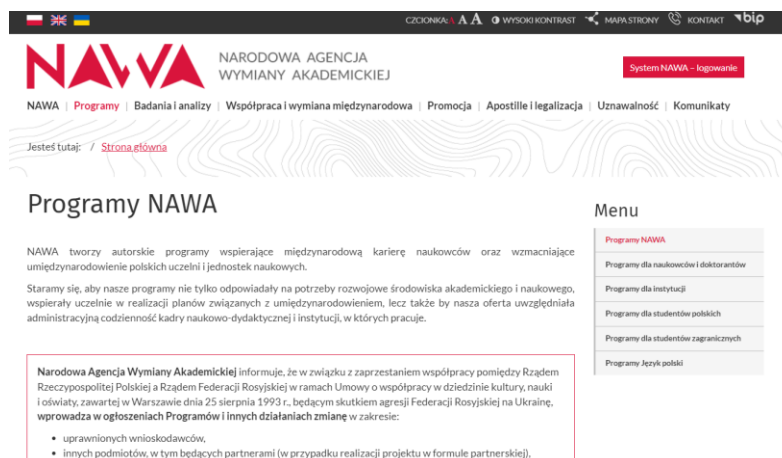 CZCIONKA: A A A WYSOKI KONTRAST MAPA STRONY KONTAKT bip
NAWA NARODOWA AGENCJA
WYMIANY AKADEMICKIEJ
System NAWA – logowanie
NAWA | Programy | Badania i analizy | Współpraca i wymiana międzynarodowa | Promocja | Apostille i legalizacja | Uznawalność | Komunikaty
Jesteś tutaj: / Strona główna
Programy NAWA
NAWA tworzy autorskie programy wspierające międzynarodową karierę naukowców oraz wzmacniające
umiędzynarodowienie polskich uczelni i jednostek naukowych.
Staramy się, aby nasze programy nie tylko odpowiadały na potrzeby rozwojowe środowiska akademickiego i naukowego,
wspierały uczelnie w realizacji planów związanych z umiędzynarodowieniem, lecz także by nasza oferta uwzględniała
administracyjną codzienność kadry naukowo-dydaktycznej i instytucji, w których pracuje.
Narodowa Agencja Wymiany Akademickiej informuje, że w związku z zaprzestaniem współpracy pomiędzy Rządem
Rzeczypospolitej Polskiej a Rządem Federacji Rosyjskiej w ramach Umowy o współpracy w dziedzinie kultury, nauki
i oświaty, zawartej w Warszawie dnia 25 sierpnia 1993 r., będącym skutkiem agresji Federacji Rosyjskiej na Ukrainę,
wprowadza w ogłoszeniach Programów i innych działaniach zmianę w zakresie:
• uprawnionych wnioskodawców,
• innych podmiotów, w tym będących partnerami (w przypadku realizacji projektu w formule partnerskiej),
Menu
Programy NAWA
Programy dla naukowców i doktorantów
Programy dla instytucji
Programy dla studentów polskich
Programy dla studentów zagranicznych
Programy Język polski